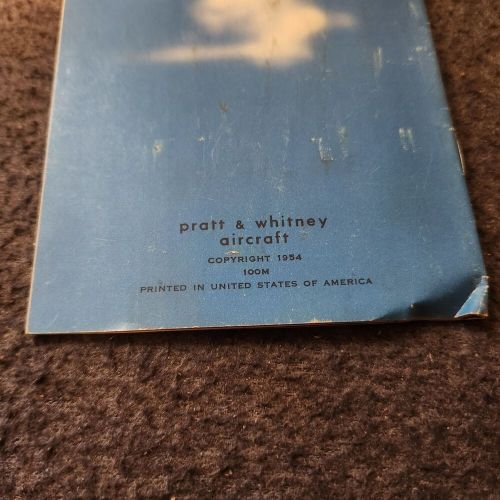 pratt & whitney
aircraft
COPYRIGHT 1954
100M
PRINTED IN UNITED STATES OF AMERICA